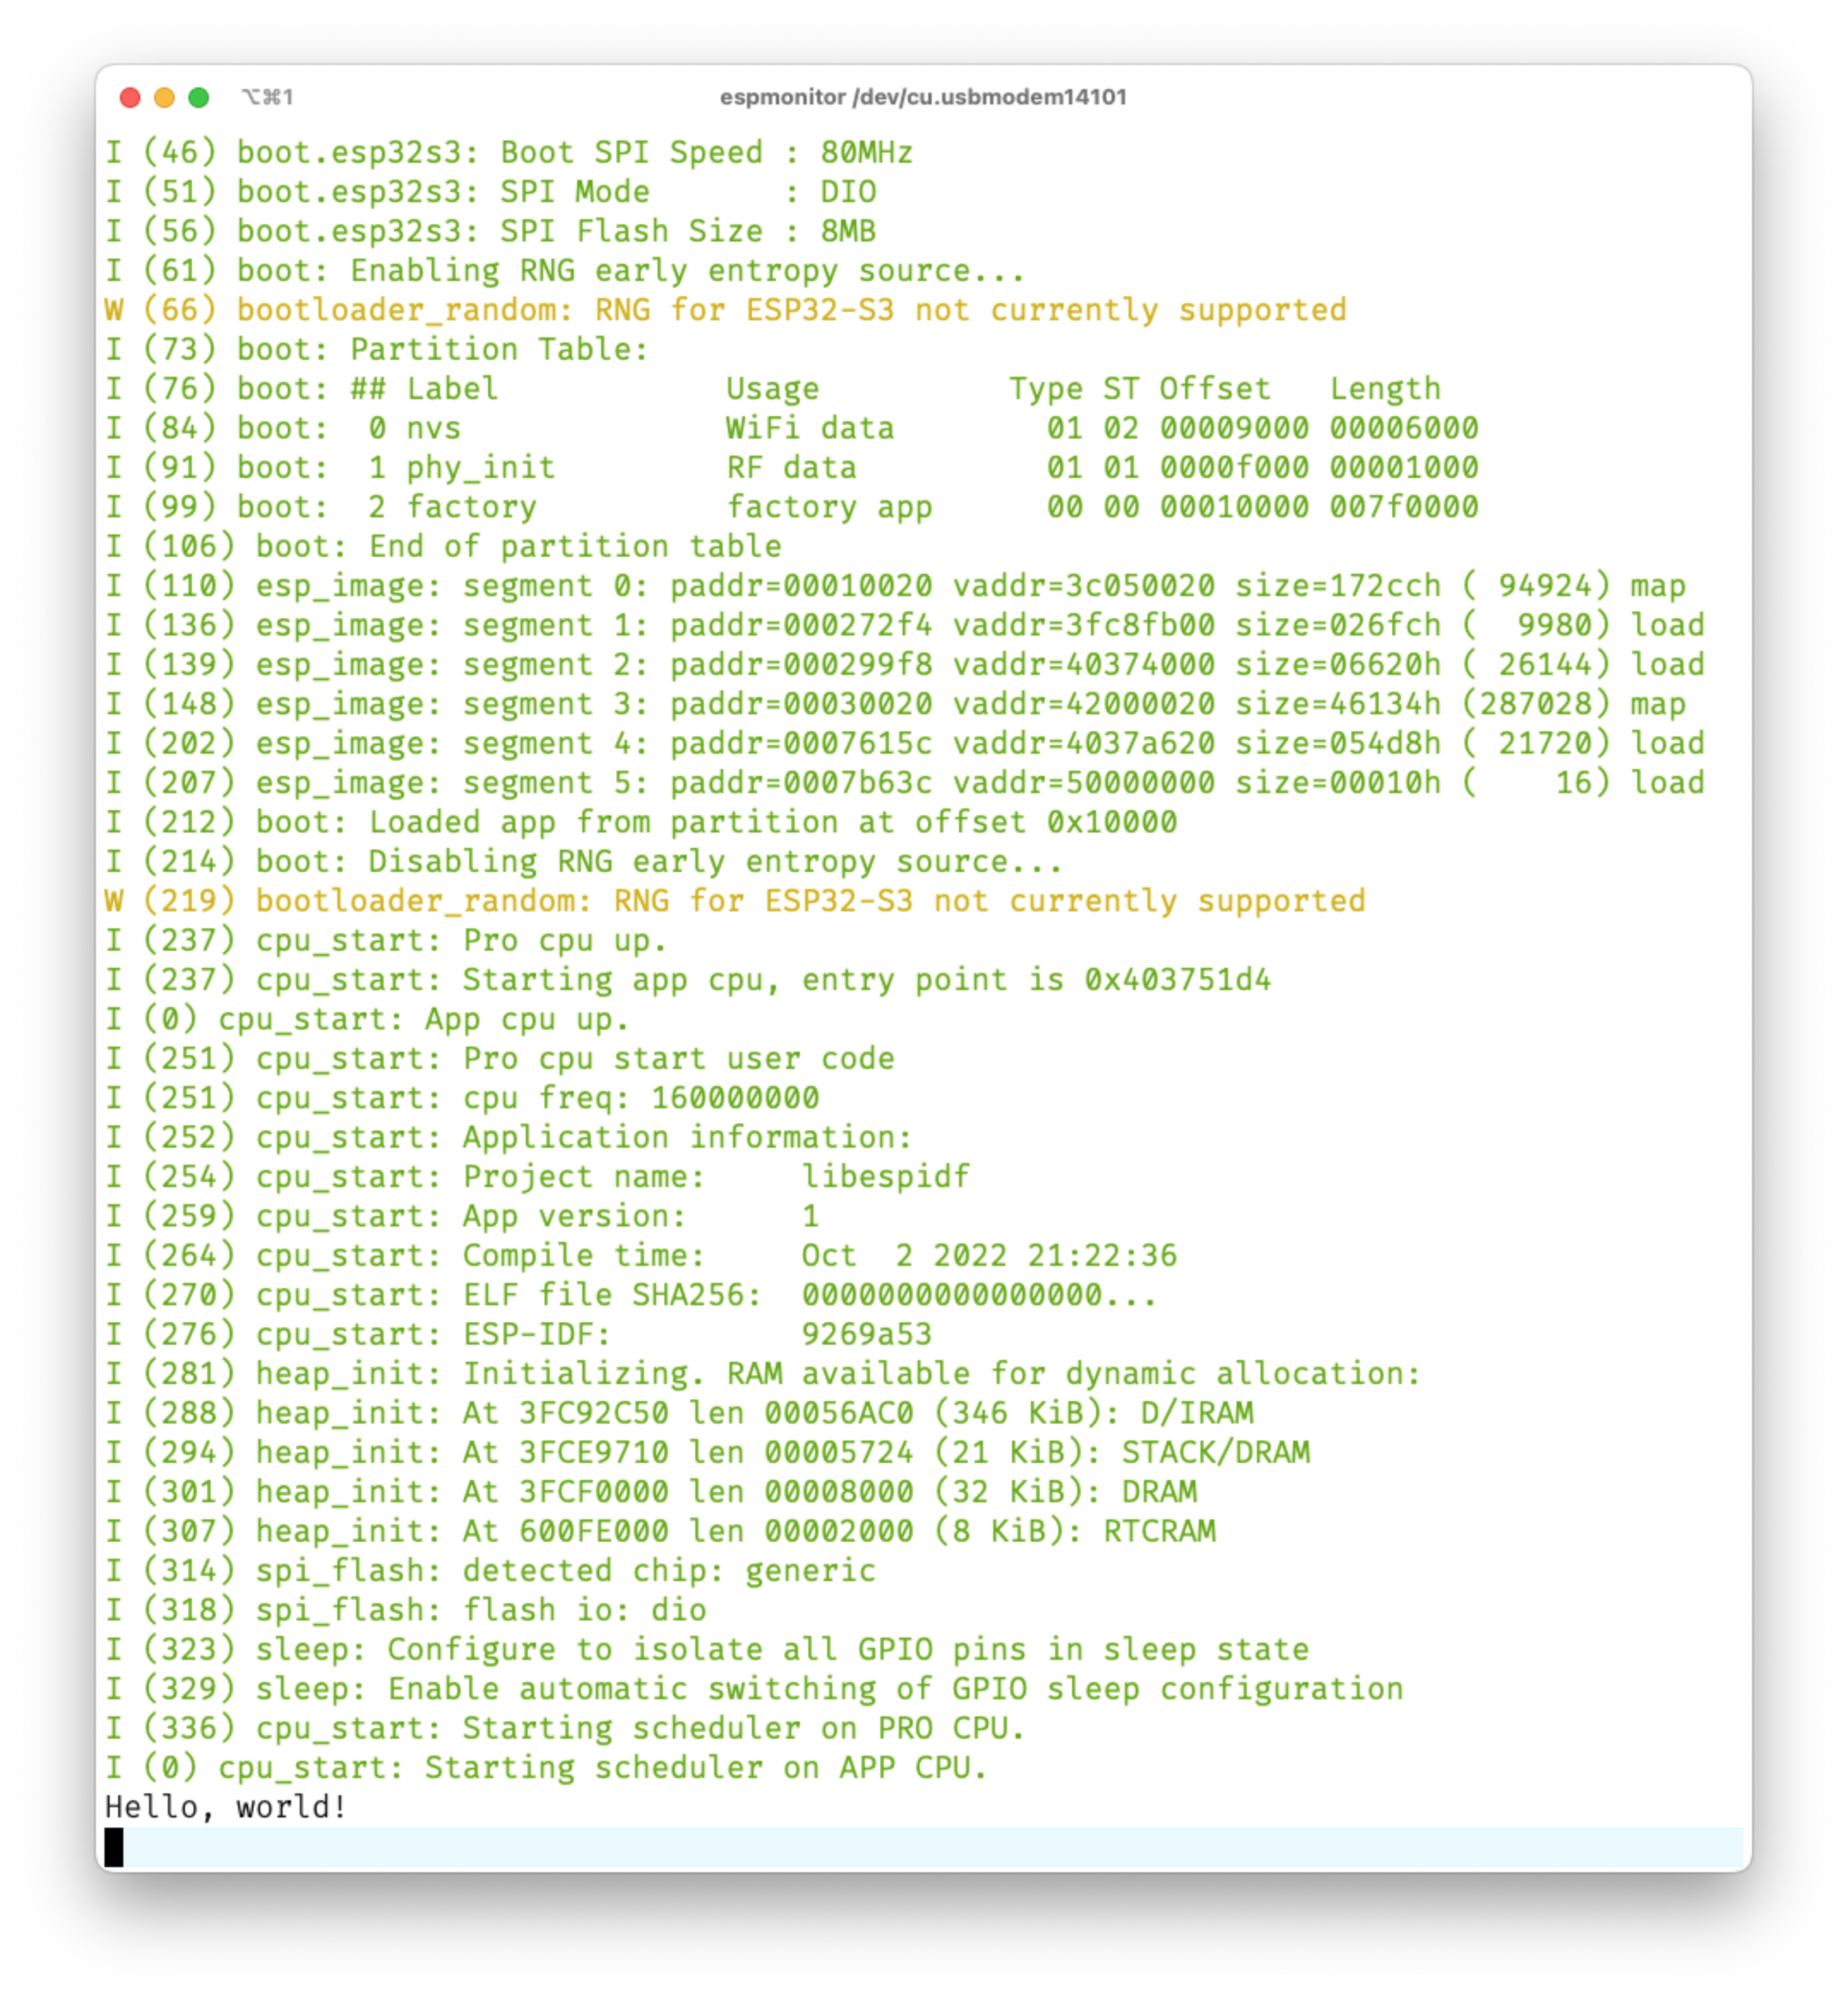 ⌥⌘1 espmonitor /dev/cu.usbmodem14101
I (46) boot.esp32s3: Boot SPI Speed : 80MHz
I (51) boot.esp32s3: SPI Mode       : DIO
I (56) boot.esp32s3: SPI Flash Size : 8MB
I (61) boot: Enabling RNG early entropy source...
W (66) bootloader_random: RNG for ESP32-S3 not currently supported
I (73) boot: Partition Table:
I (76) boot: ## Label            Usage          Type ST Offset   Length
I (84) boot:  0 nvs              WiFi data        01 02 00009000 00006000
I (91) boot:  1 phy_init         RF data          01 01 0000f000 00001000
I (99) boot:  2 factory          factory app      00 00 00010000 007f0000
I (106) boot: End of partition table
I (110) esp_image: segment 0: paddr=00010020 vaddr=3c050020 size=172cch ( 94924) map
I (136) esp_image: segment 1: paddr=000272f4 vaddr=3fc8fb00 size=026fch (  9980) load
I (139) esp_image: segment 2: paddr=000299f8 vaddr=40374000 size=06620h ( 26144) load
I (148) esp_image: segment 3: paddr=00030020 vaddr=42000020 size=46134h (287028) map
I (202) esp_image: segment 4: paddr=0007615c vaddr=4037a620 size=054d8h ( 21720) load
I (207) esp_image: segment 5: paddr=0007b63c vaddr=50000000 size=00010h (    16) load
I (212) boot: Loaded app from partition at offset 0x10000
I (214) boot: Disabling RNG early entropy source...
W (219) bootloader_random: RNG for ESP32-S3 not currently supported
I (237) cpu_start: Pro cpu up.
I (237) cpu_start: Starting app cpu, entry point is 0x403751d4
I (0) cpu_start: App cpu up.
I (251) cpu_start: Pro cpu start user code
I (251) cpu_start: cpu freq: 160000000
I (252) cpu_start: Application information:
I (254) cpu_start: Project name:     libespidf
I (259) cpu_start: App version:      1
I (264) cpu_start: Compile time:     Oct  2 2022 21:22:36
I (270) cpu_start: ELF file SHA256:  0000000000000000...
I (276) cpu_start: ESP-IDF:          9269a53
I (281) heap_init: Initializing. RAM available for dynamic allocation:
I (288) heap_init: At 3FC92C50 len 00056AC0 (346 KiB): D/IRAM
I (294) heap_init: At 3FCE9710 len 00005724 (21 KiB): STACK/DRAM
I (301) heap_init: At 3FCF0000 len 00008000 (32 KiB): DRAM
I (307) heap_init: At 600FE000 len 00002000 (8 KiB): RTCRAM
I (314) spi_flash: detected chip: generic
I (318) spi_flash: flash io: dio
I (323) sleep: Configure to isolate all GPIO pins in sleep state
I (329) sleep: Enable automatic switching of GPIO sleep configuration
I (336) cpu_start: Starting scheduler on PRO CPU.
I (0) cpu_start: Starting scheduler on APP CPU.
Hello, world!